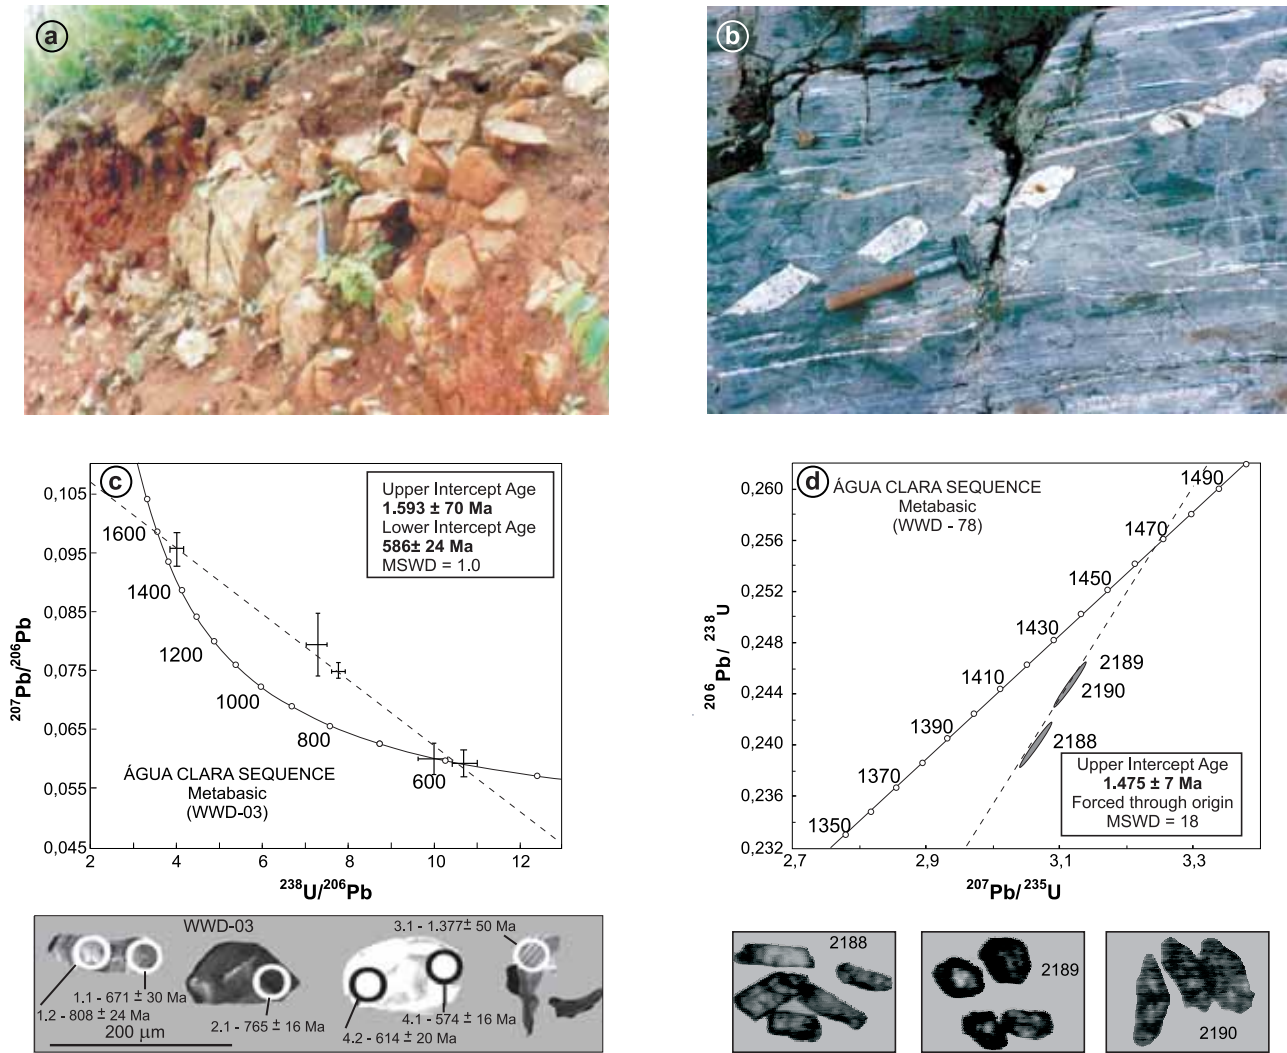 a
b
c
0,105
0,095
0,085
0,075
0,065
0,055
0,045
207Pb/206Pb
1600
1400
1200
1000
800
600
Upper Intercept Age
1.593 ± 70 Ma
Lower Intercept Age
586± 24 Ma
MSWD = 1.0
ÁGUA CLARA SEQUENCE
Metabasic
(WWD-03)
2 4 6 8 10 12
238U/206Pb
d
0,260
0,256
0,252
0,248
0,244
0,240
0,236
0,232
206Pb/ 238U
ÁGUA CLARA SEQUENCE
Metabasic
(WWD - 78)
1490
1470
1450
1430
1410
1390
1370
1350
2189
2190
2188
Upper Intercept Age
1.475 ± 7 Ma
Forced through origin
MSWD = 18
2,7 2,9 3,1 3,3
207Pb/ 235U
WWD-03
3.1 - 1.377± 50 Ma
1.1 - 671 ± 30 Ma
1.2 - 808 ± 24 Ma
2.1 - 765 ± 16 Ma
4.1 - 574 ± 16 Ma
4.2 - 614 ± 20 Ma
200 µm
2188
2189
2190